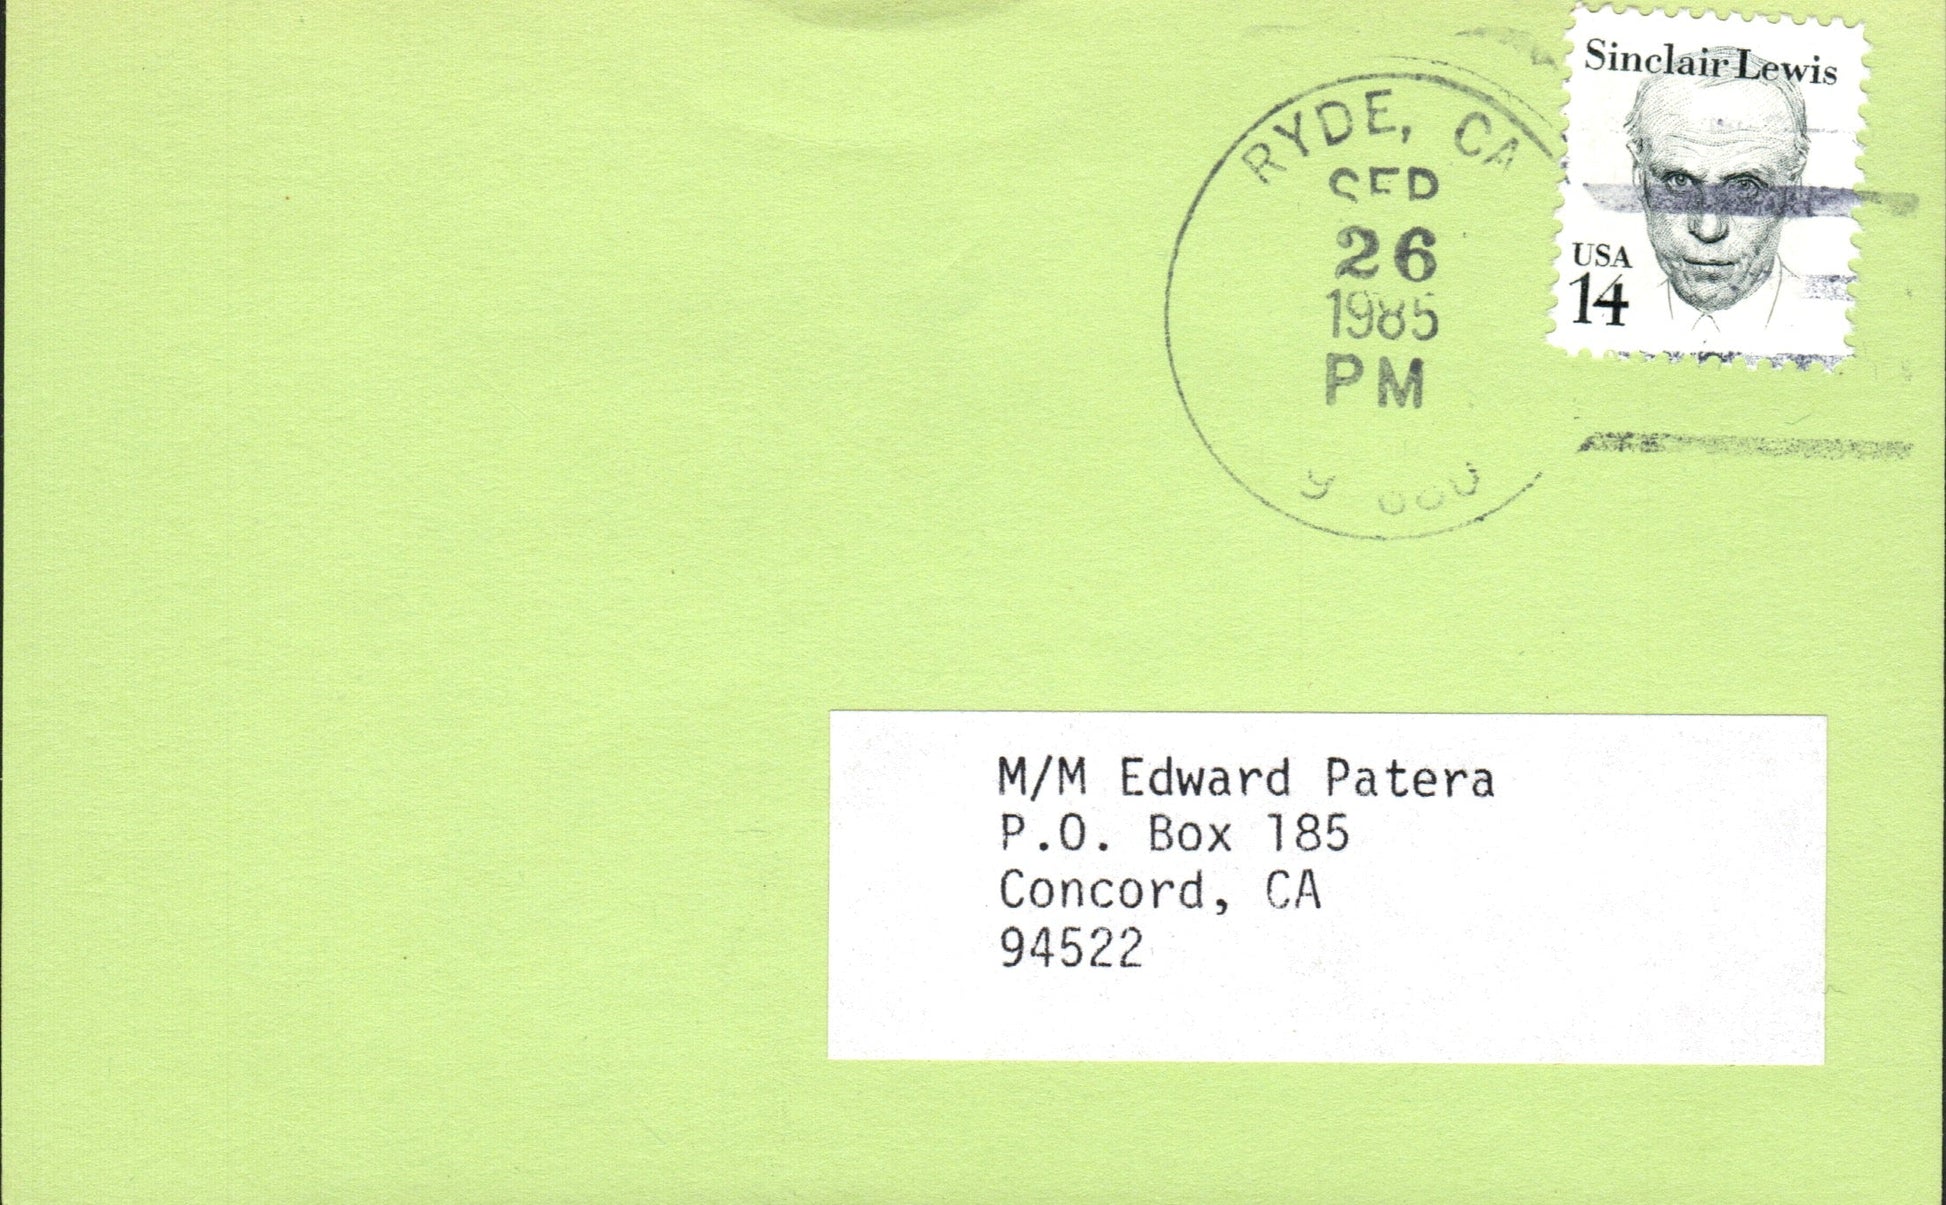 RYDE, CA
SEP
26
1985
PM
Sinclair Lewis
USA
14
M/M Edward Patera
P.O. Box 185
Concord, CA
94522